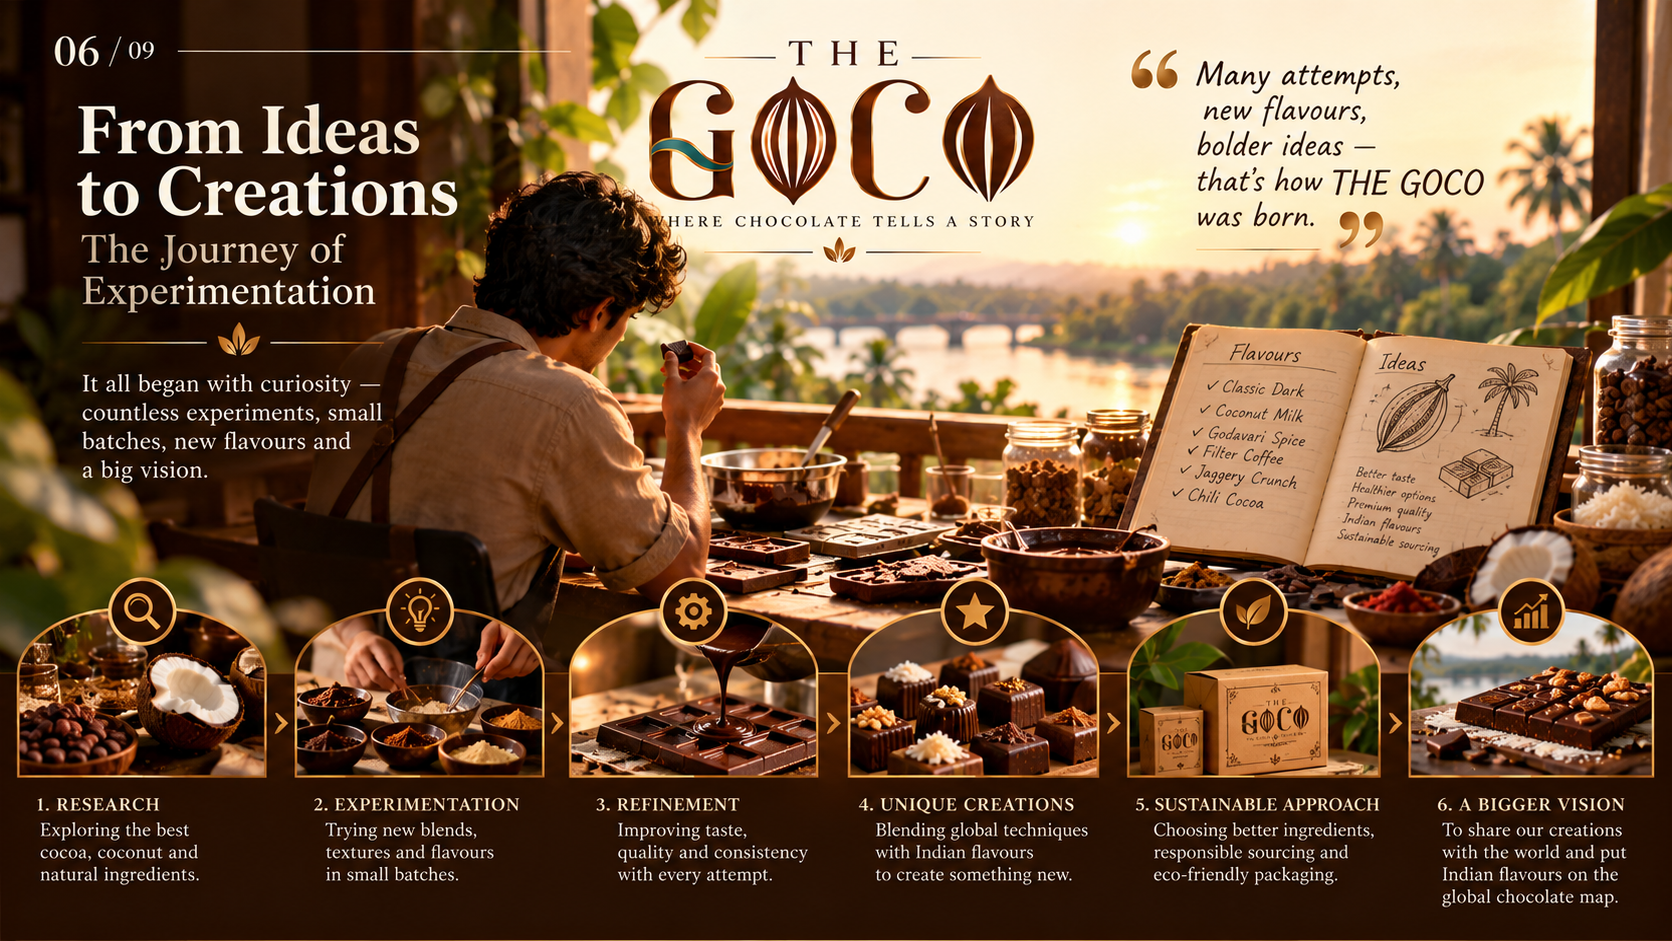 06 / 09
From Ideas
to Creations
The Journey of
Experimentation
It all began with curiosity —
countless experiments, small
batches, new flavours and
a big vision.
THE
GOCO
WHERE CHOCOLATE TELLS A STORY
“ Many attempts,
new flavours,
bolder ideas —
that's how THE GOCO
was born. ”
Flavours
✓ Classic Dark
✓ Coconut Milk
✓ Godavari Spice
✓ Filter Coffee
✓ Jaggery Crunch
✓ Chili Cocoa
Ideas
Better taste
Healthier options
Premium quality
Indian flavours
Sustainable sourcing
THE
GOCO
GOCO
1. RESEARCH
Exploring the best
cocoa, coconut and
natural ingredients.
2. EXPERIMENTATION
Trying new blends,
textures and flavours
in small batches.
3. REFINEMENT
Improving taste,
quality and consistency
with every attempt.
4. UNIQUE CREATIONS
Blending global techniques
with Indian flavours
to create something new.
5. SUSTAINABLE APPROACH
Choosing better ingredients,
responsible sourcing and
eco-friendly packaging.
6. A BIGGER VISION
To share our creations
with the world and put
Indian flavours on the
global chocolate map.